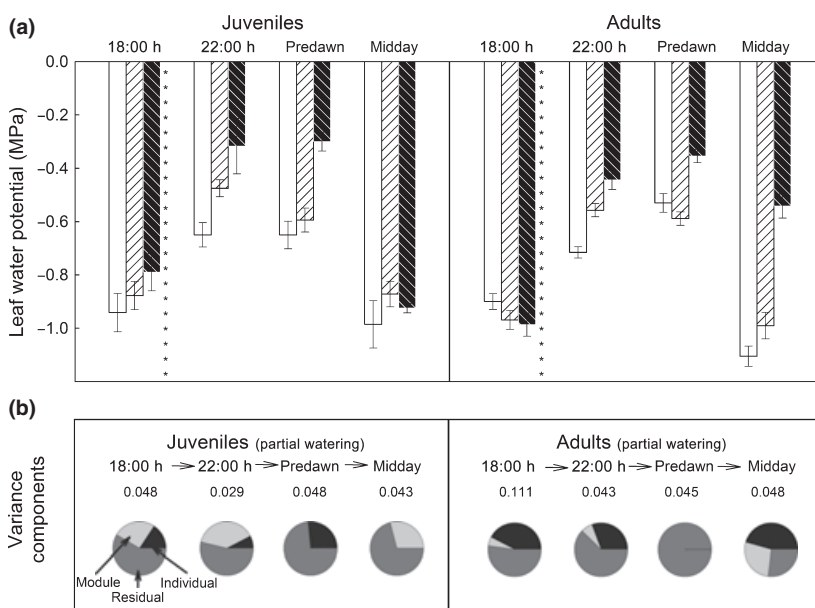 (a)
Juveniles Adults
18:00 h 22:00 h Predawn Midday 18:00 h 22:00 h Predawn Midday
Leaf water potential (MPa)
0.0
−0.2
−0.4
−0.6
−0.8
−1.0
(b)
Variance components
Juveniles (partial watering) Adults (partial watering)
18:00 h 22:00 h Predawn Midday 18:00 h 22:00 h Predawn Midday
0.048 0.029 0.048 0.043 0.111 0.043 0.045 0.048
Module Individual
Residual